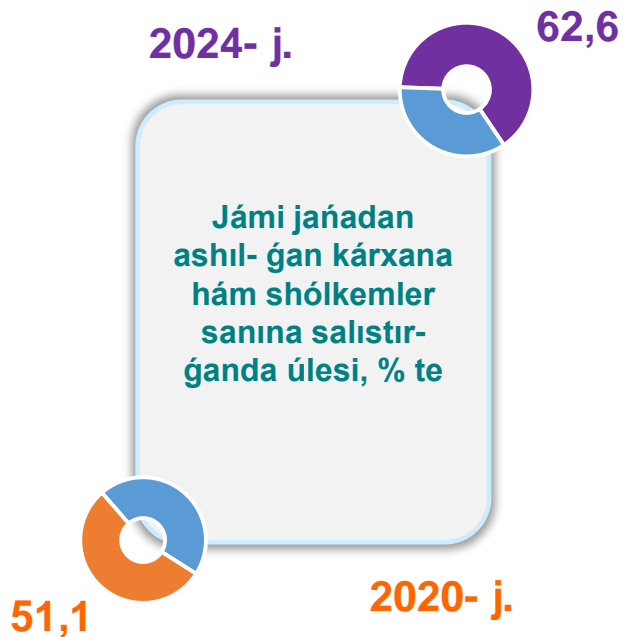 2024- j.
62,6
Jámi jańadan
ashıl- ǵan kárxana
hám shólkemler
sanına salıstır-
ǵanda úlesi, % te
2020- j.
51,1